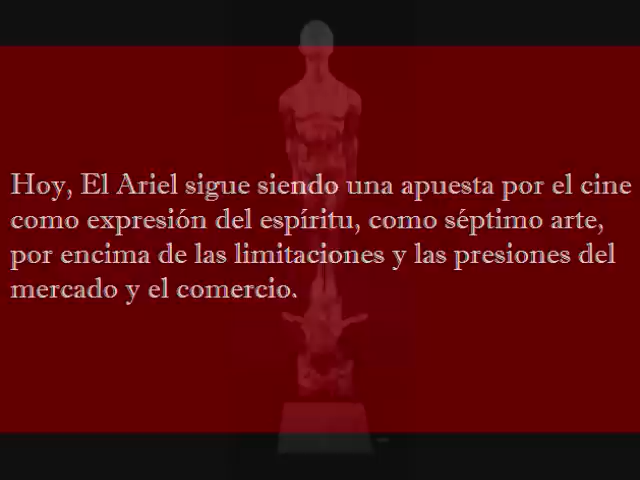 Hoy, El Ariel sigue siendo una apuesta por el cine
como expresión del espíritu, como séptimo arte,
por encima de las limitaciones y las presiones del
mercado y el comercio.